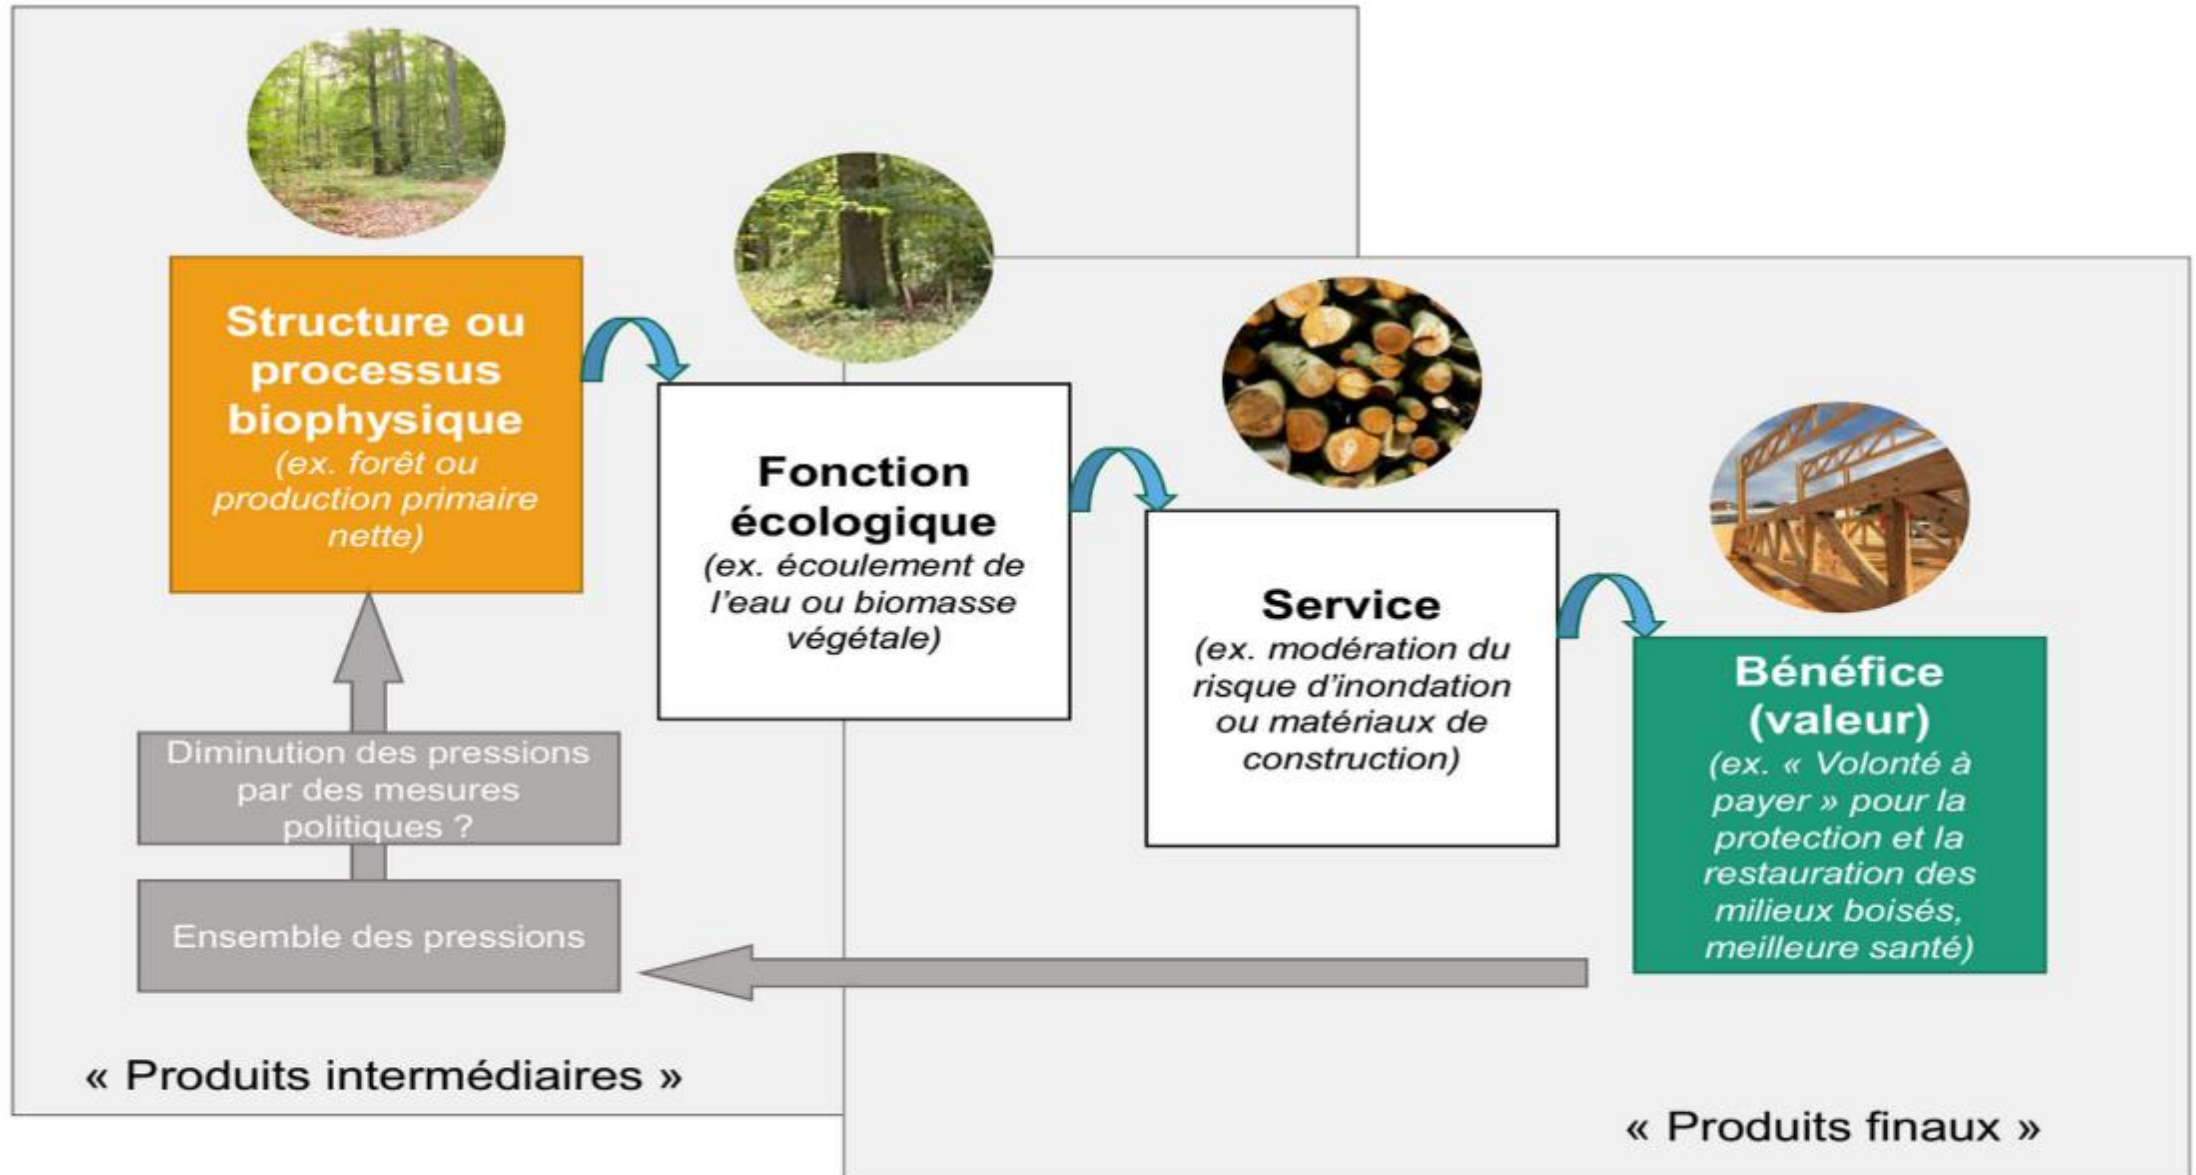 Structure ou
processus
biophysique
(ex. forêt ou
production primaire
nette)
Fonction
écologique
(ex. écoulement de
l’eau ou biomasse
végétale)
Service
(ex. modération du
risque d’inondation
ou matériaux de
construction)
Bénéfice
(valeur)
(ex. « Volonté à
payer » pour la
protection et la
restauration des
milieux boisés,
meilleure santé)
Diminution des pressions
par des mesures
politiques ?
Ensemble des pressions
« Produits intermédiaires »
« Produits finaux »